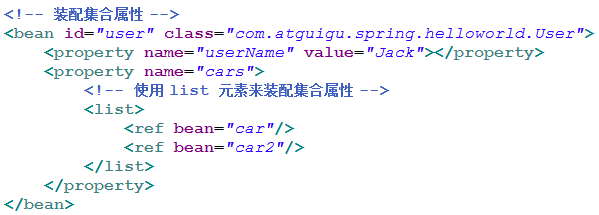 <!-- 装配集合属性 -->
<bean id="user" class="com.atguigu.spring.helloworld.User">
    <property name="userName" value="Jack"></property>
    <property name="cars">
        <!-- 使用 list 元素来装配集合属性 -->
        <list>
            <ref bean="car"/>
            <ref bean="car2"/>
        </list>
    </property>
</bean>